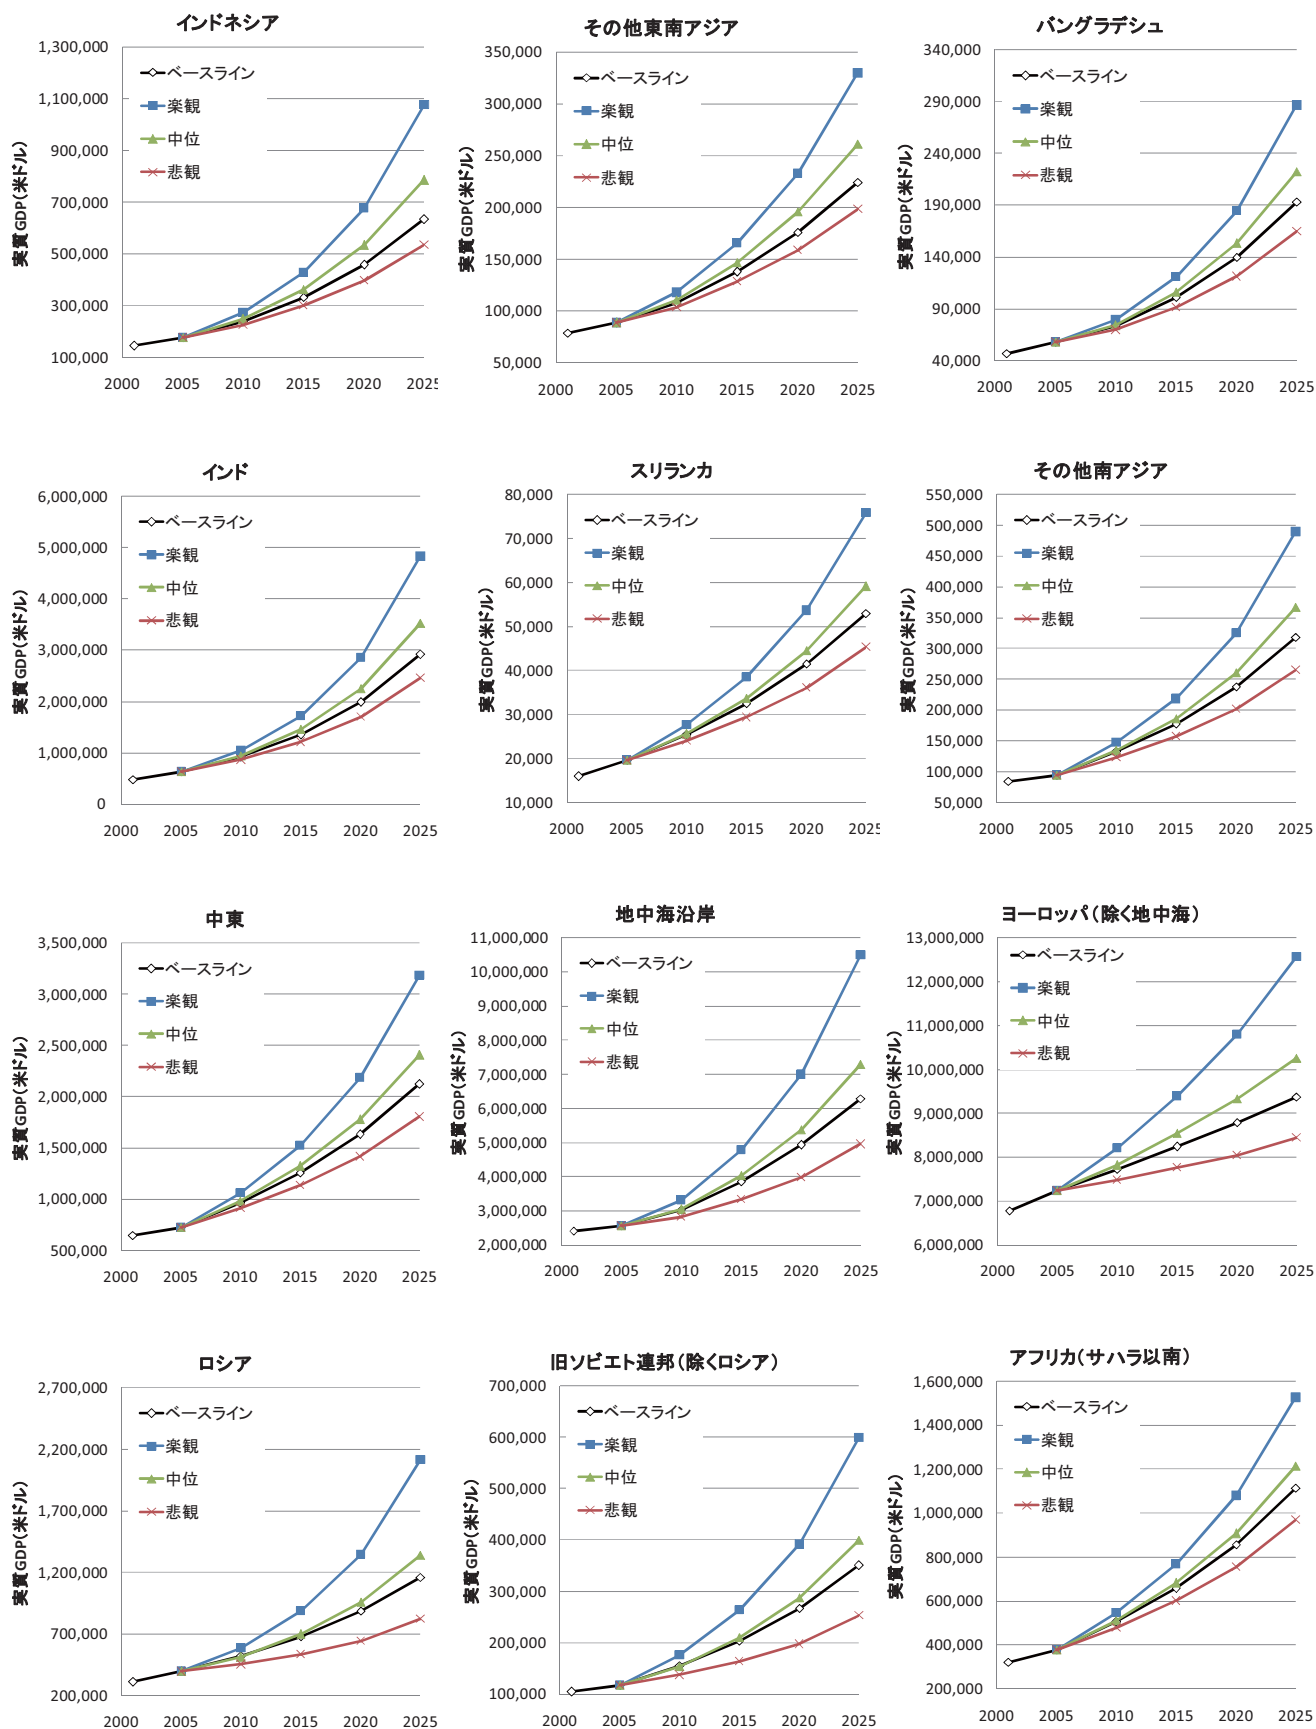 インドネシア
1,300,000
1,100,000
900,000
700,000
500,000
300,000
100,000
実質GDP(米ドル)
ベースライン
楽観
中位
悲観
2000 2005 2010 2015 2020 2025
その他東南アジア
350,000
300,000
250,000
200,000
150,000
100,000
50,000
実質GDP(米ドル)
ベースライン
楽観
中位
悲観
2000 2005 2010 2015 2020 2025
バングラデシュ
340,000
290,000
240,000
190,000
140,000
90,000
40,000
実質GDP(米ドル)
ベースライン
楽観
中位
悲観
2000 2005 2010 2015 2020 2025
インド
6,000,000
5,000,000
4,000,000
3,000,000
2,000,000
1,000,000
0
実質GDP(米ドル)
ベースライン
楽観
中位
悲観
2000 2005 2010 2015 2020 2025
スリランカ
80,000
70,000
60,000
50,000
40,000
30,000
20,000
10,000
実質GDP(米ドル)
ベースライン
楽観
中位
悲観
2000 2005 2010 2015 2020 2025
その他南アジア
550,000
500,000
450,000
400,000
350,000
300,000
250,000
200,000
150,000
100,000
50,000
実質GDP(米ドル)
ベースライン
楽観
中位
悲観
2000 2005 2010 2015 2020 2025
中東
3,500,000
3,000,000
2,500,000
2,000,000
1,500,000
1,000,000
500,000
実質GDP(米ドル)
ベースライン
楽観
中位
悲観
2000 2005 2010 2015 2020 2025
地中海沿岸
11,000,000
10,000,000
9,000,000
8,000,000
7,000,000
6,000,000
5,000,000
4,000,000
3,000,000
2,000,000
実質GDP(米ドル)
ベースライン
楽観
中位
悲観
2000 2005 2010 2015 2020 2025
ヨーロッパ(除く地中海)
13,000,000
12,000,000
11,000,000
10,000,000
9,000,000
8,000,000
7,000,000
6,000,000
実質GDP(米ドル)
ベースライン
楽観
中位
悲観
2000 2005 2010 2015 2020 2025
ロシア
2,700,000
2,200,000
1,700,000
1,200,000
700,000
200,000
実質GDP(米ドル)
ベースライン
楽観
中位
悲観
2000 2005 2010 2015 2020 2025
旧ソビエト連邦(除くロシア)
700,000
600,000
500,000
400,000
300,000
200,000
100,000
実質GDP(米ドル)
ベースライン
楽観
中位
悲観
2000 2005 2010 2015 2020 2025
アフリカ(サハラ以南)
1,600,000
1,400,000
1,200,000
1,000,000
800,000
600,000
400,000
200,000
実質GDP(米ドル)
ベースライン
楽観
中位
悲観
2000 2005 2010 2015 2020 2025